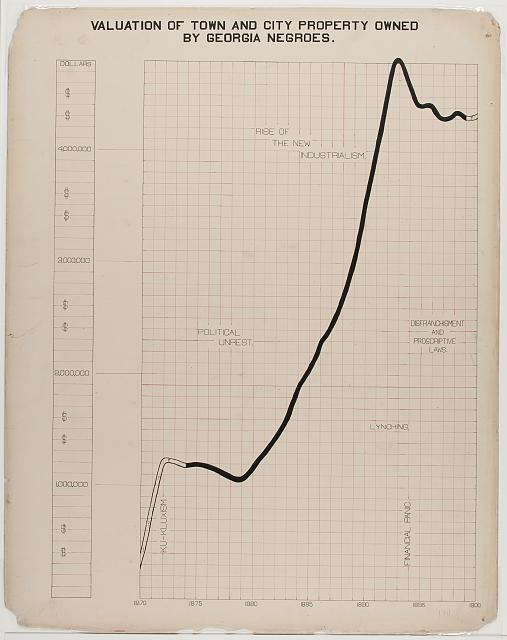 VALUATION OF TOWN AND CITY PROPERTY OWNED
BY GEORGIA NEGROES.
DOLLARS
$
$
4,000,000
$
$
3,000,000
$
$
2,000,000
$
$
1,000,000
$
$
RISE OF
THE NEW
INDUSTRIALISM.
POLITICAL
UNREST.
DISFRANCHISMENT
AND
PROSCRIPTIVE
LAWS.
LYNCHING.
KU-KLUXISM
FINANCIAL PANIC
1870 1875 1880 1885 1890 1895 1900